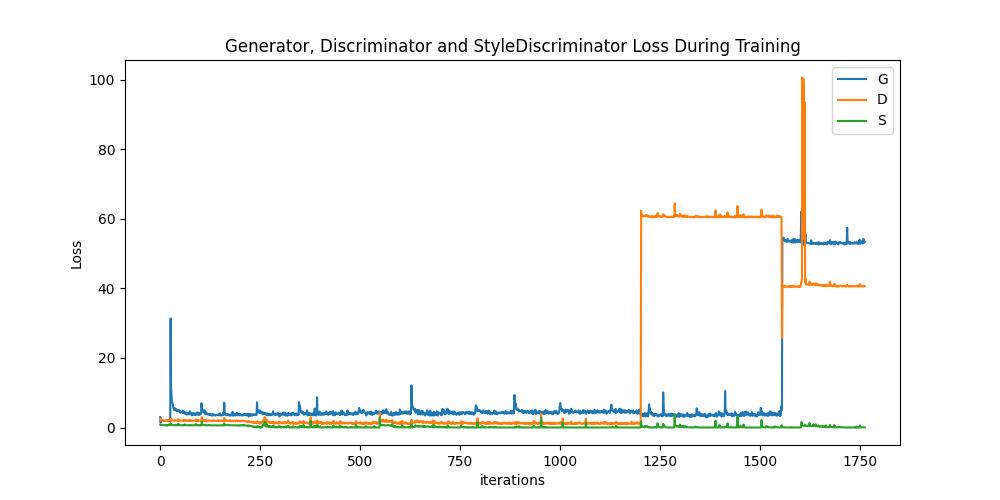 Generator, Discriminator and StyleDiscriminator Loss During Training
100
80
60
40
20
0
Loss
G
D
S
0 250 500 750 1000 1250 1500 1750
iterations